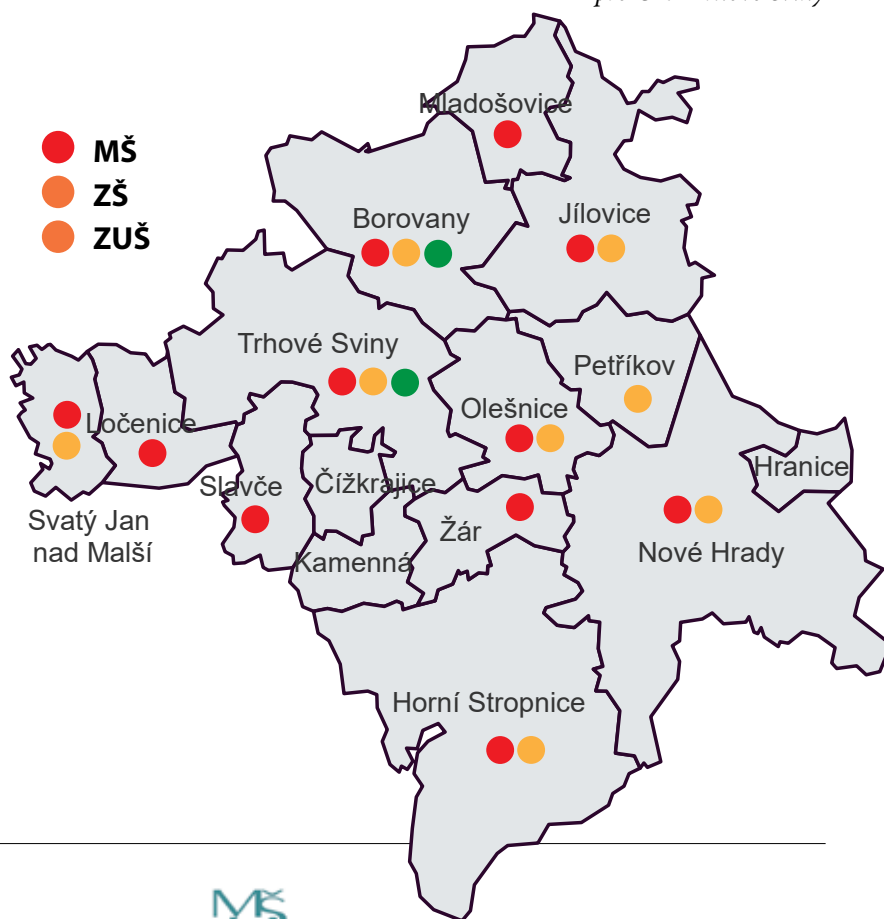 Mladošovice
MŠ
ZŠ
ZUŠ
Borovany
Jílovice
Trhové Sviny
Petříkov
Olešnice
Ločenice
Hranice
Slavče
Čížkrajice
Svatý Jan
nad Malší
Žár
Nové Hrady
Kamenná
Horní Stropnice
MŠ